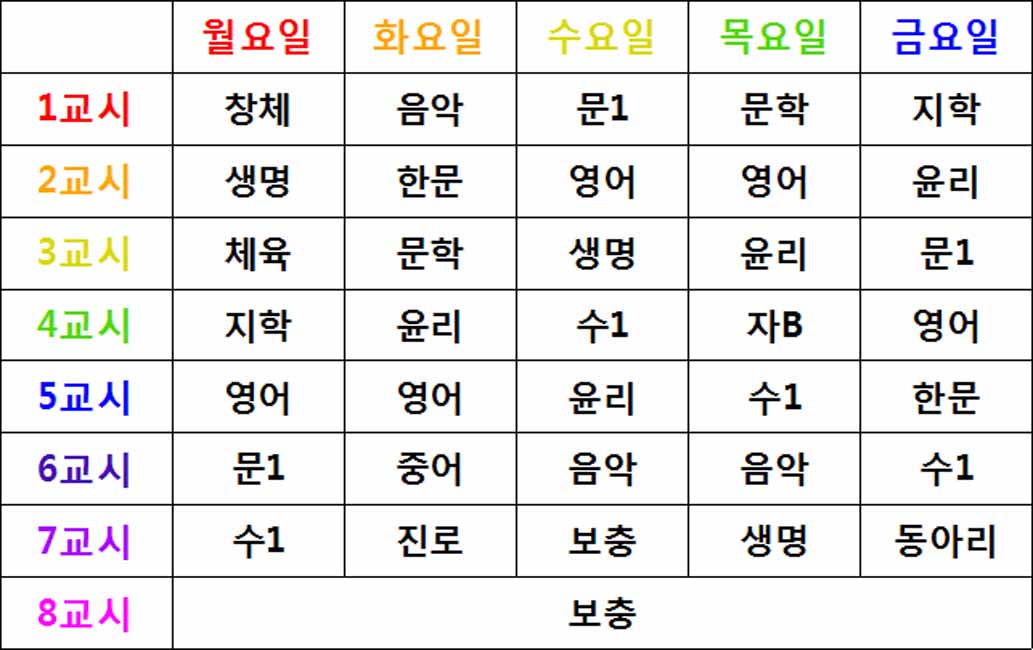 월요일 화요일 수요일 목요일 금요일
1교시 창체 음악 문1 문학 지학
2교시 생명 한문 영어 영어 윤리
3교시 체육 문학 생명 윤리 문1
4교시 지학 윤리 수1 자B 영어
5교시 영어 영어 윤리 수1 한문
6교시 문1 중어 음악 음악 수1
7교시 수1 진로 보충 생명 동아리
8교시 보충